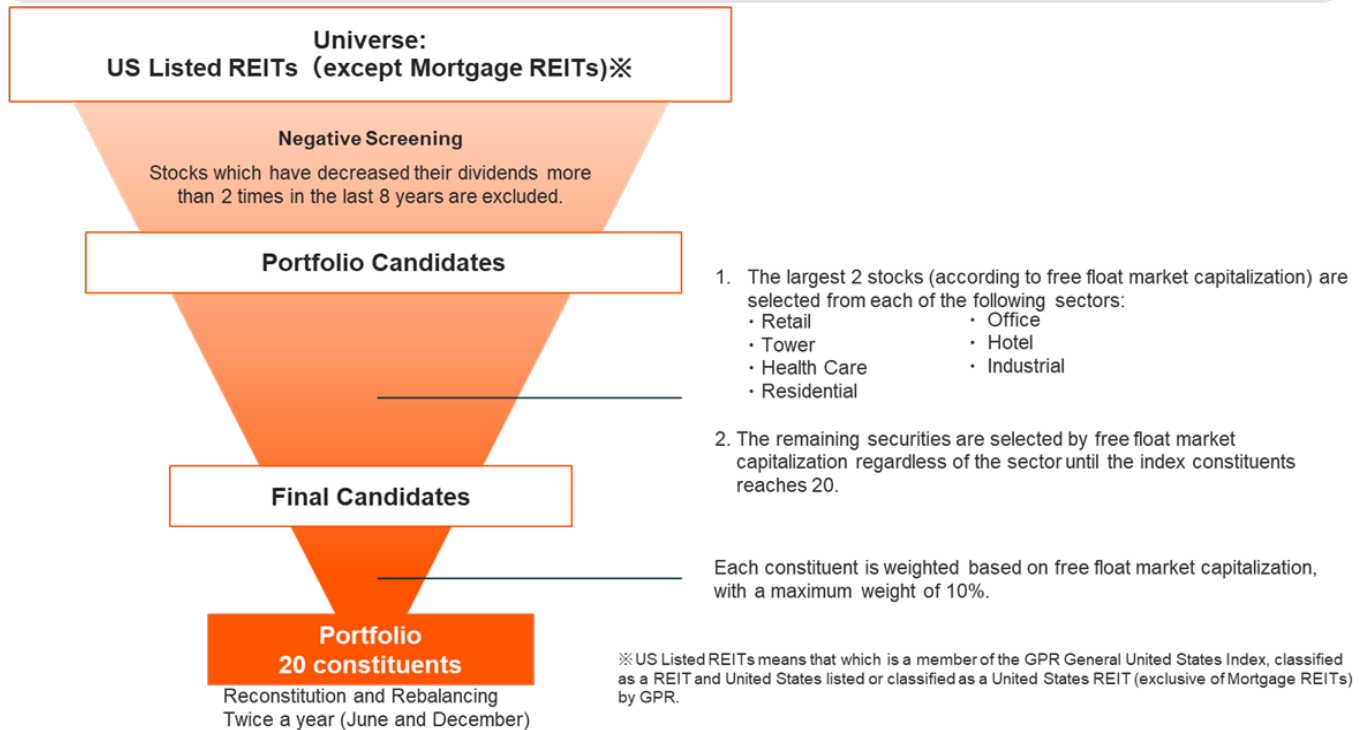 Universe:
US Listed REITs（except Mortgage REITs)※
Negative Screening
Stocks which have decreased their dividends more
than 2 times in the last 8 years are excluded.
Portfolio Candidates
1. The largest 2 stocks (according to free float market capitalization) are
selected from each of the following sectors:
・Retail
・Tower
・Health Care
・Residential
・ Office
・ Hotel
・ Industrial
2. The remaining securities are selected by free float market
capitalization regardless of the sector until the index constituents
reaches 20.
Final Candidates
Each constituent is weighted based on free float market capitalization,
with a maximum weight of 10%.
Portfolio
20 constituents
Reconstitution and Rebalancing
Twice a year (June and December)
※US Listed REITs means that which is a member of the GPR General United States Index, classified
as a REIT and United States listed or classified as a United States REIT (exclusive of Mortgage REITs)
by GPR.